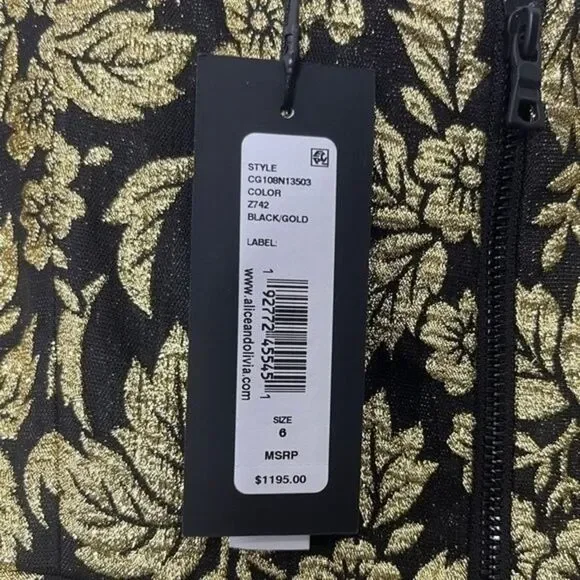 STYLE
CG108N13503
COLOR
Z742
BLACK/GOLD
LABEL:
1 92772 45545 1
www.aliceandolivia.com
SIZE
6
MSRP
$1195.00